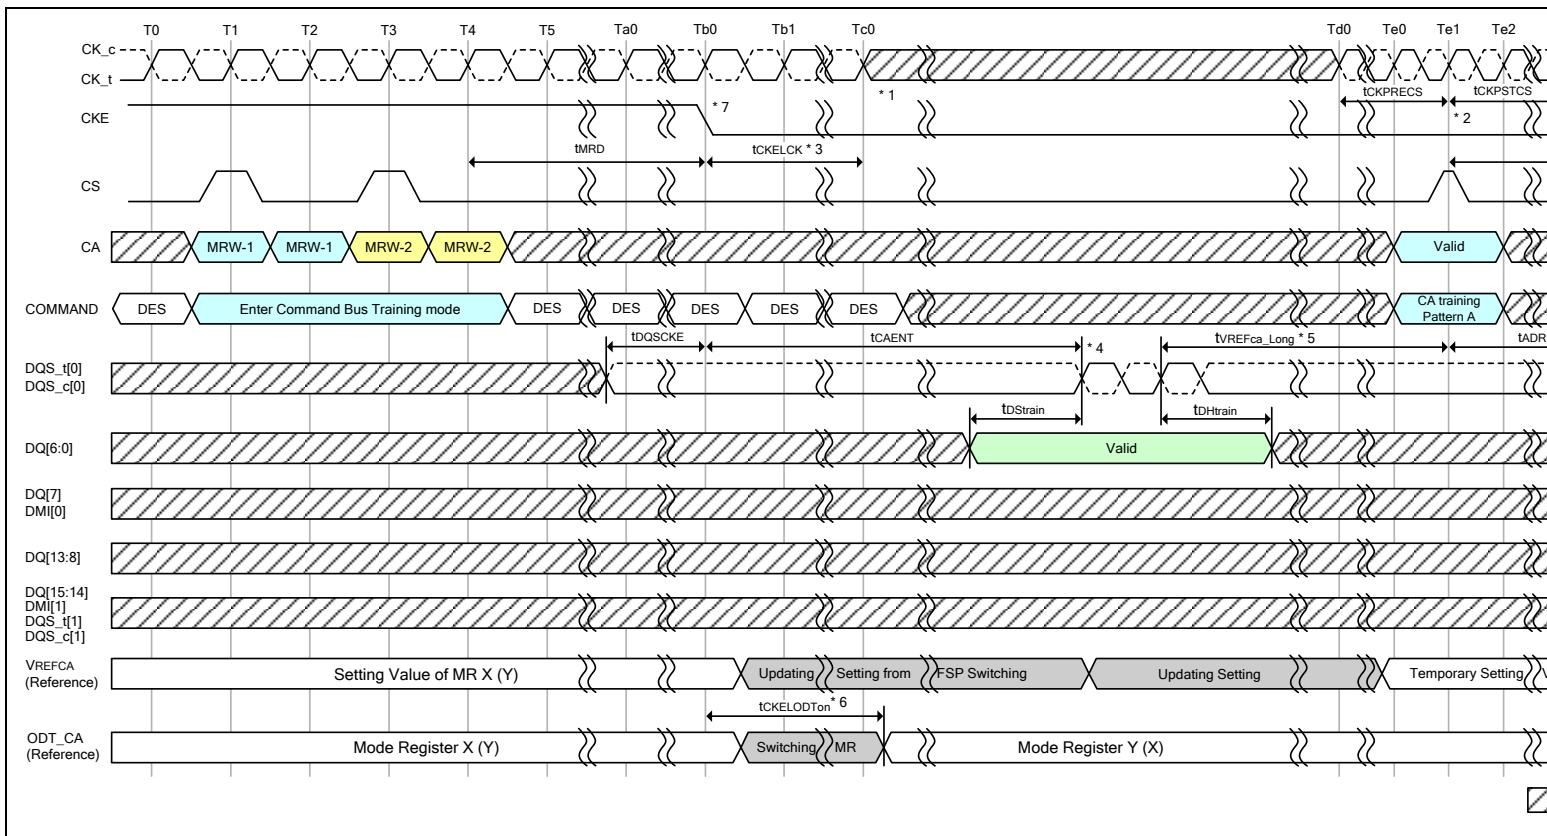 T0 T1 T2 T3 T4 T5 Ta0 Tb0 Tb1 Tc0 Td0 Te0 Te1 Te2
CK_c
CK_t
* 1
tCKPRECS
tCKPSTCS
CKE
* 7
* 2
tMRD
tCKELCK * 3
CS
CA
MRW-1 MRW-1 MRW-2 MRW-2 Valid
COMMAND
DES Enter Command Bus Training mode DES DES DES DES DES
CA training
Pattern A
tDQSCKE
tCAENT
* 4
tVREFca_Long * 5
tADR
DQS_t[0]
DQS_c[0]
tDStrain
tDHtrain
DQ[6:0]
Valid
DQ[7]
DMI[0]
DQ[13:8]
DQ[15:14]
DMI[1]
DQS_t[1]
DQS_c[1]
VREFCA
(Reference)
Setting Value of MR X (Y) Updating Setting from FSP Switching Updating Setting Temporary Setting
tCKELODTon* 6
ODT_CA
(Reference)
Mode Register X (Y) Switching MR Mode Register Y (X)